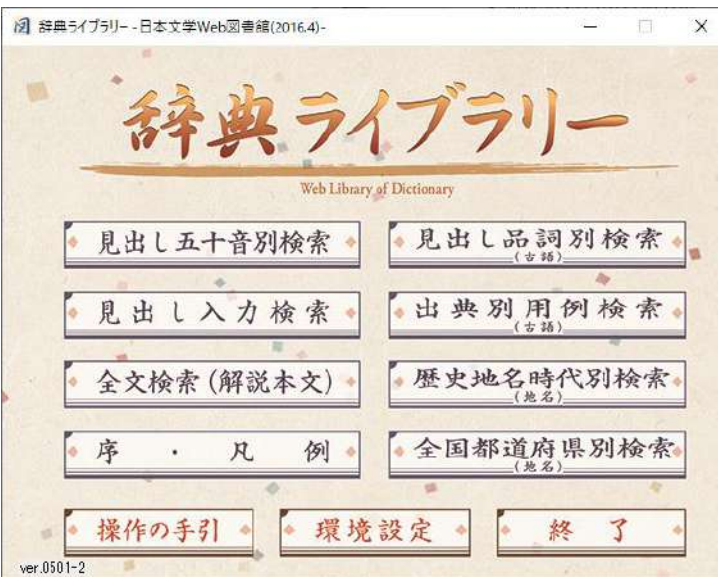 辞典ライブラリー -日本文学Web図書館(2016.4)-
辞典ライブラリー
Web Library of Dictionary
見出し五十音別検索
見出し品詞別検索
(古語)
見出し入力検索
出典別用例検索
(古語)
全文検索(解説本文)
歴史地名時代別検索
(地名)
序・凡例
全国都道府県別検索
(地名)
操作の手引
環境設定
終了
ver.0501-2